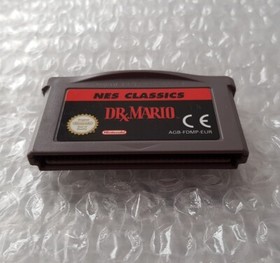 NES CLASSICS
DR.MARIO
Nintendo
CE
AGB-FDMP-EUR